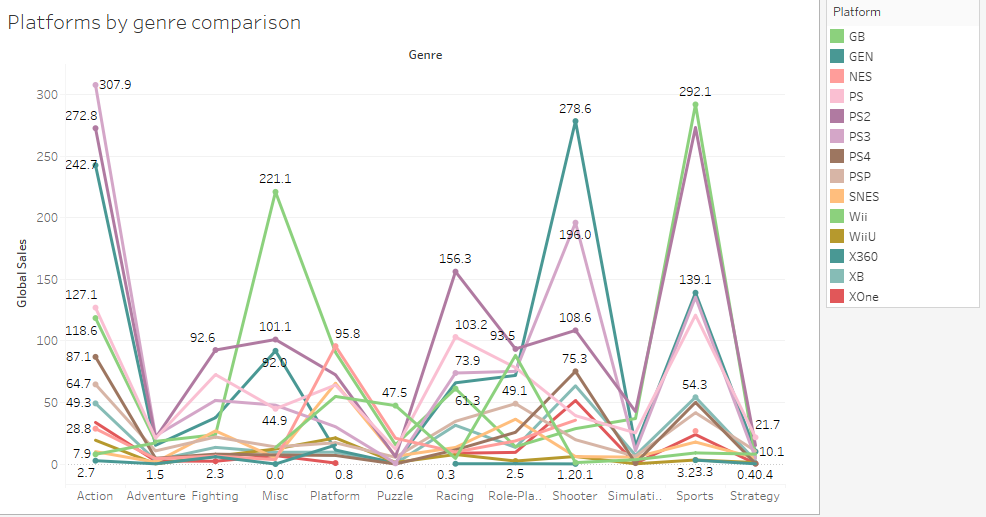 Platforms by genre comparison
Platform
Genre
GB
GEN
NES
PS
PS2
PS3
PS4
PSP
SNES
Wii
WiiU
X360
XB
XOne
Global Sales
300
250
200
150
100
50
0
307.9
272.8
242.7
127.1
118.6
87.1
64.7
49.3
28.8
7.9
2.7
1.5
92.6
2.3
221.1
101.1
92.0
44.9
0.0
95.8
0.8
47.5
0.6
156.3
103.2
73.9
61.3
0.3
93.5
49.1
2.5
278.6
196.0
108.6
75.3
1.20.1
0.8
292.1
139.1
54.3
3.23.3
21.7
10.1
0.40.4
Action Adventure Fighting Misc Platform Puzzle Racing Role-Pla.. Shooter Simulati.. Sports Strategy